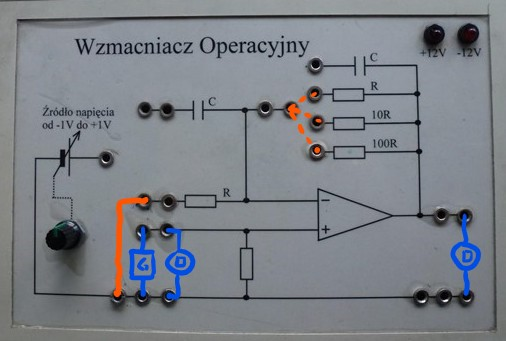 Wzmacniacz Operacyjny
+12V
-12V
C
Źródło napięcia
od -1V do +1V
C
R
10R
100R
R
−
+
G
O
O